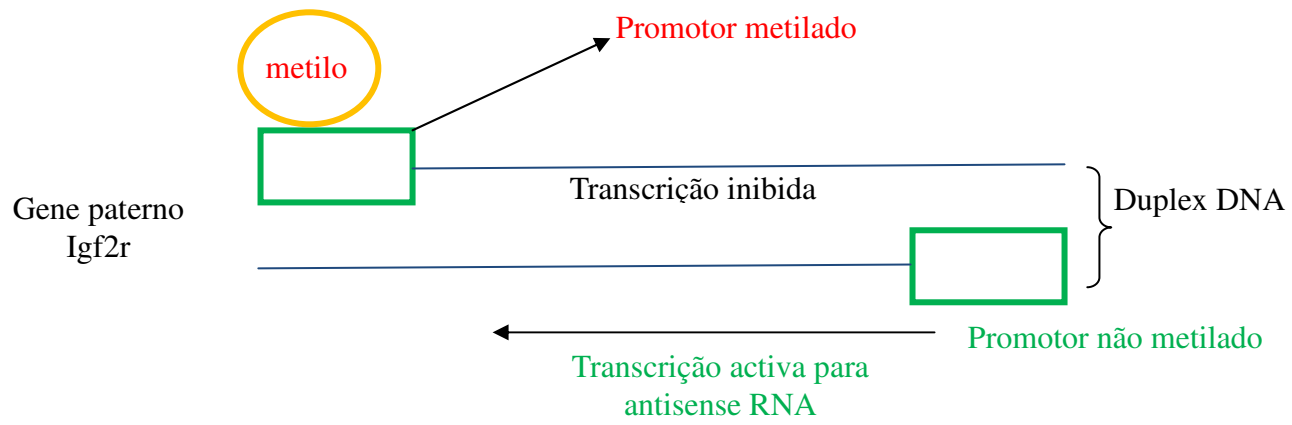 Promotor metilado
metilo
Transcrição inibida
Duplex DNA
Gene paterno
Igf2r
Promotor não metilado
Transcrição activa para
antisense RNA